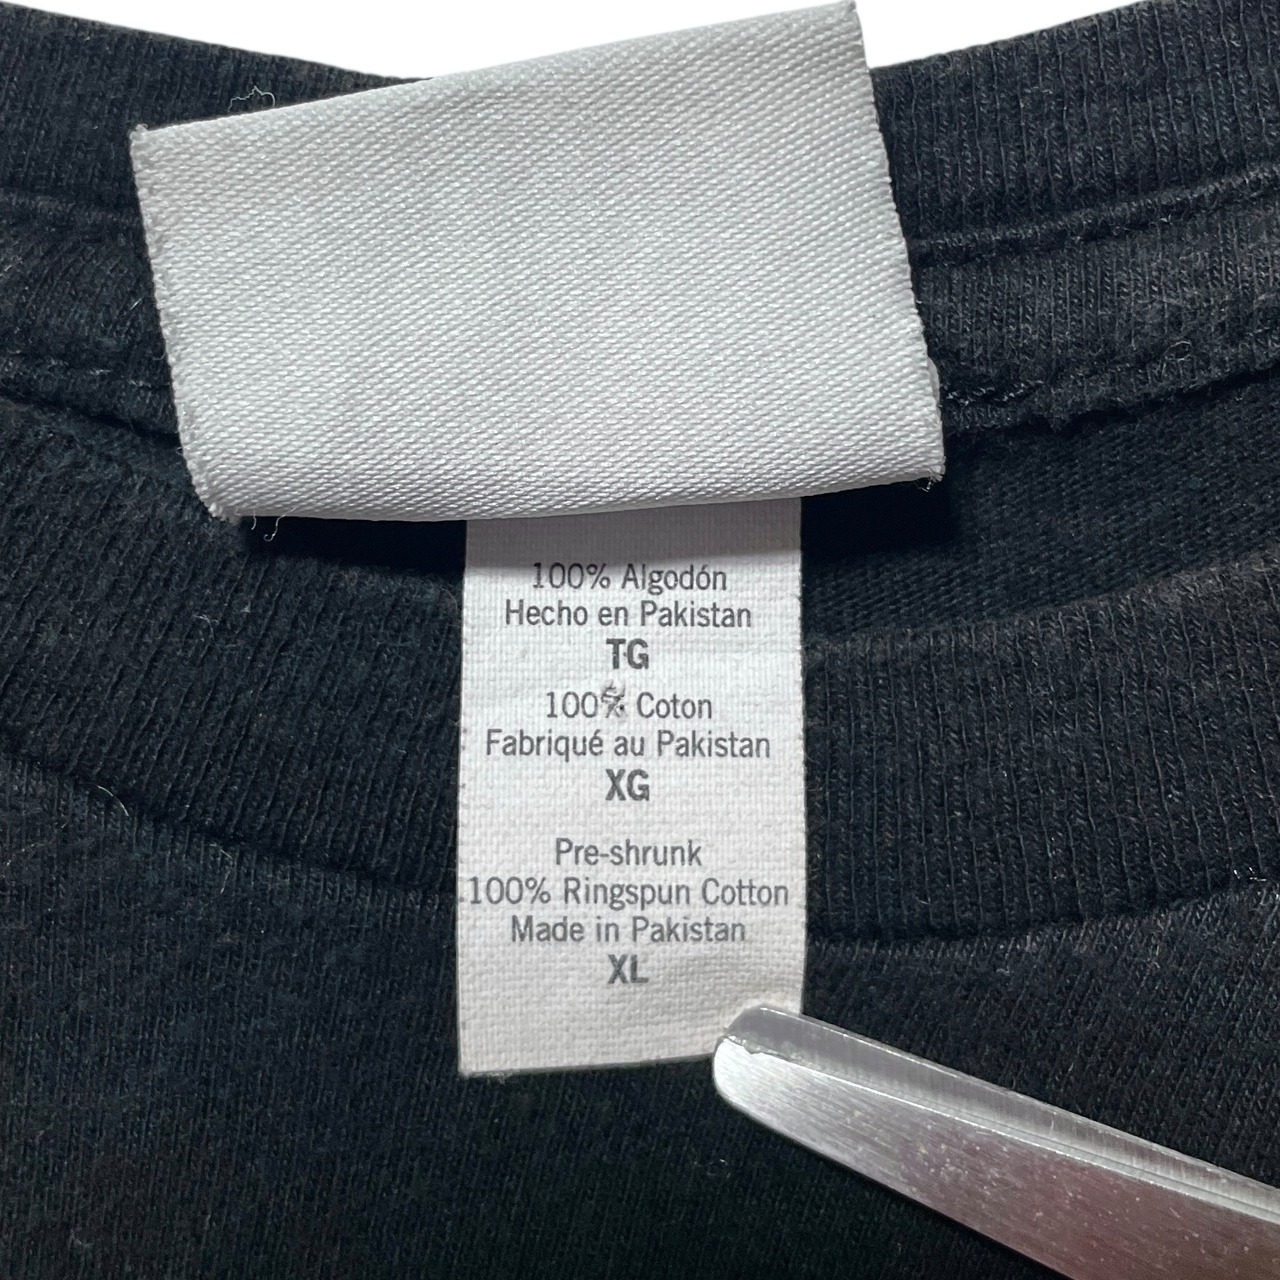 100% Algodón
Hecho en Pakistan
TG
100% Coton
Fabriqué au Pakistan
XG
Pre-shrunk
100% Ringspun Cotton
Made in Pakistan
XL